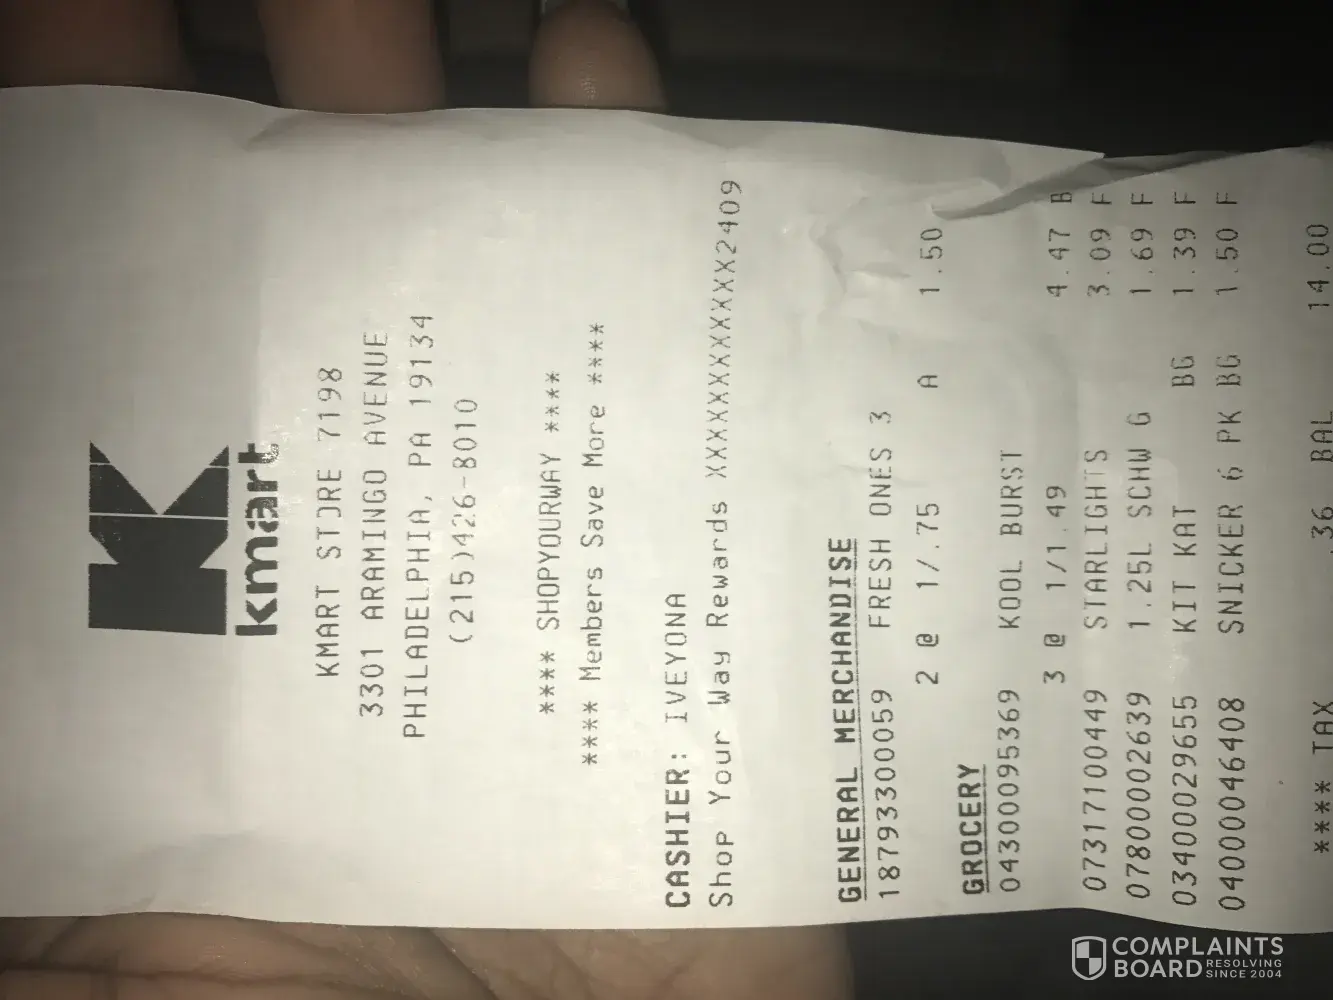 kmart
KMART STORE 7198
3301 ARAMINGO AVENUE
PHILADELPHIA, PA 19134
(215)426-8010
**** SHOPYOURWAY ****
**** Members Save More ****
CASHIER: IVEYONA
Shop Your Way Rewards XXXXXXXXXXXX2409
GENERAL MERCHANDISE
18793300059 FRESH ONES 3
2 @ 1/.75 A 1.50
GROCERY
04300095369 KOOL BURST
3 @ 1/1.49 4.47 B
07317100449 STARLIGHTS 3.09 F
07800002639 1.25L SCHW G 1.69 F
03400029655 KIT KAT BG 1.39 F
04000046408 SNICKER 6 PK BG 1.50 F
**** TAX .36 BAL 14.00
COMPLAINTS
BOARD RESOLVING
SINCE 2004